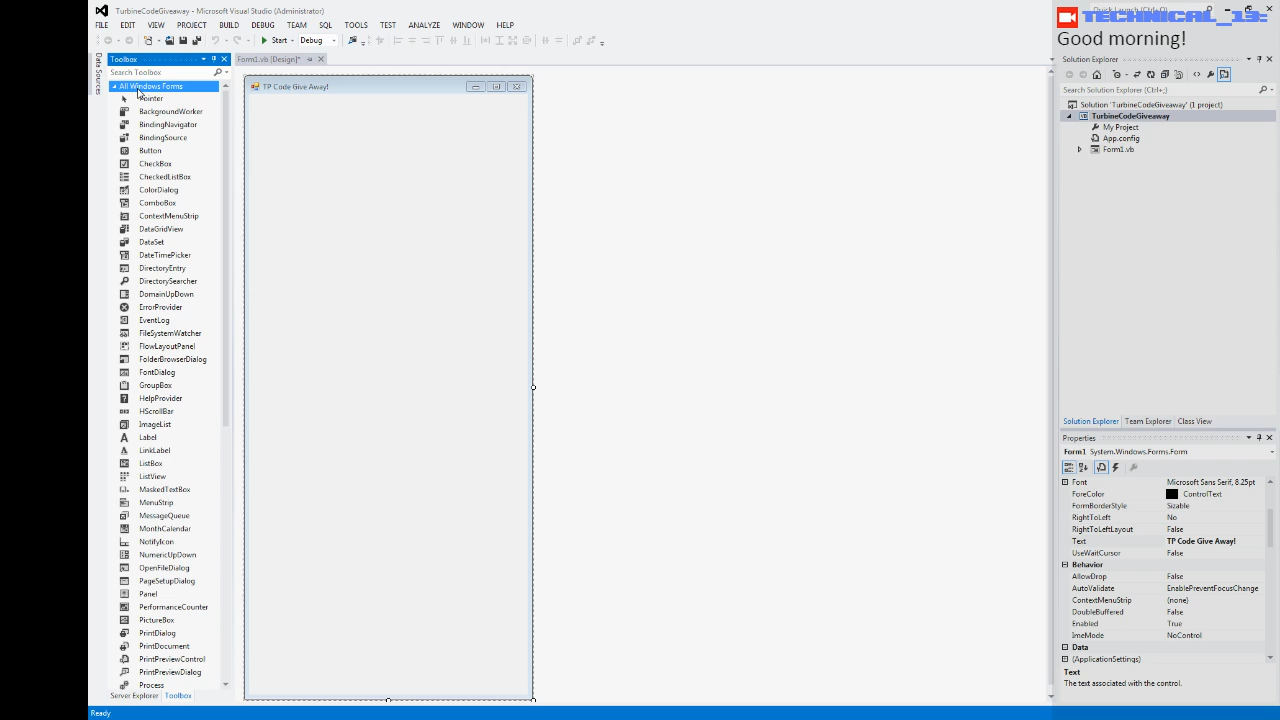 TurbineCodeGiveaway - Microsoft Visual Studio (Administrator)
TECHNICAL_13:
Good morning!
FILE EDIT VIEW PROJECT BUILD DEBUG TEAM SQL TEST ANALYZE WINDOW HELP
Start Debug
Data Sources
Toolbox
Search Toolbox
All Windows Forms
Pointer
BackgroundWorker
BindingNavigator
BindingSource
Button
CheckBox
CheckedListBox
ColorDialog
ComboBox
ContextMenuStrip
DataGridView
DataSet
DateTimePicker
DirectoryEntry
DirectorySearcher
DomainUpDown
ErrorProvider
EventLog
FileSystemWatcher
FlowLayoutPanel
FolderBrowserDialog
FontDialog
GroupBox
HelpProvider
HScrollBar
ImageList
Label
LinkLabel
ListBox
ListView
MaskedTextBox
MenuStrip
MessageQueue
MonthCalendar
NotifyIcon
NumericUpDown
OpenFileDialog
PageSetupDialog
Panel
PerformanceCounter
PictureBox
PrintDialog
PrintDocument
PrintPreviewControl
PrintPreviewDialog
Process
Server Explorer Toolbox
Form1.vb [Design]*
TP Code Give Away!
Solution Explorer
Search Solution Explorer (Ctrl+;)
Solution 'TurbineCodeGiveaway' (1 project)
TurbineCodeGiveaway
My Project
App.config
Form1.vb
Solution Explorer Team Explorer Class View
Properties
Form1 System.Windows.Forms.Form
Font Microsoft Sans Serif, 8.25pt
ForeColor ControlText
FormBorderStyle Sizable
RightToLeft No
RightToLeftLayout False
Text TP Code Give Away!
UseWaitCursor False
Behavior
AllowDrop False
AutoValidate EnablePreventFocusChange
ContextMenuStrip (none)
DoubleBuffered False
Enabled True
ImeMode NoControl
Data
(ApplicationSettings)
Text
The text associated with the control.
Ready